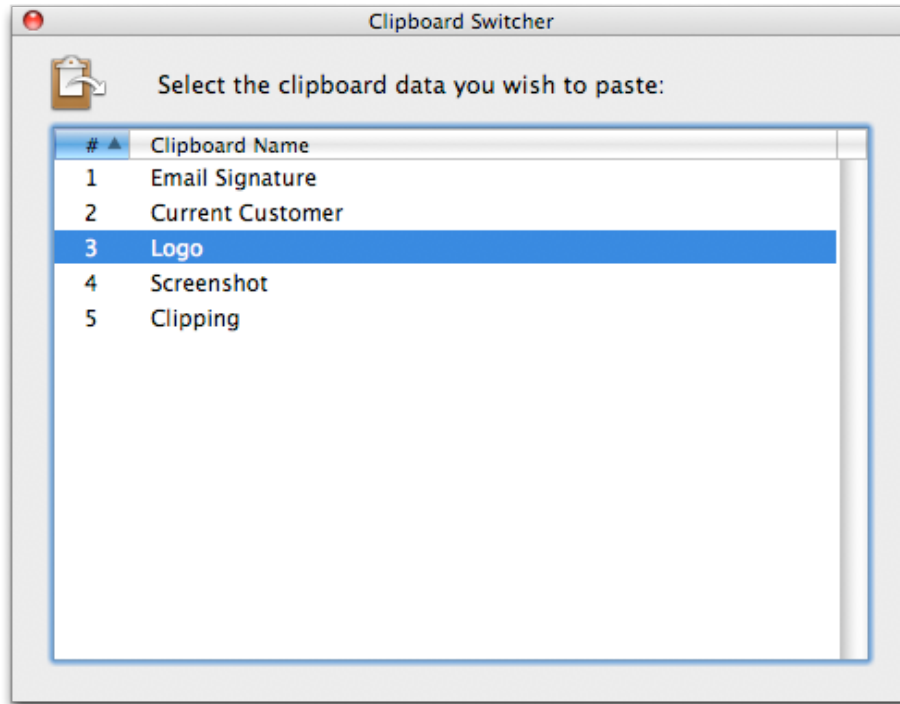 Clipboard Switcher
Select the clipboard data you wish to paste:
# Clipboard Name
1 Email Signature
2 Current Customer
3 Logo
4 Screenshot
5 Clipping